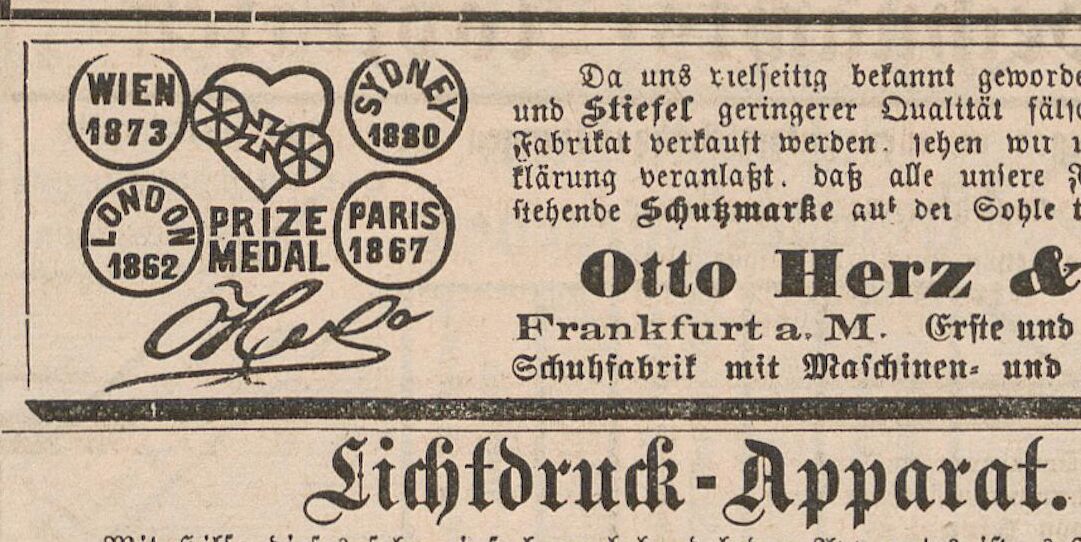 WIEN
1873
SYDNEY
1880
LONDON
1862
PRIZE
MEDAL
PARIS
1867
Da uns vielseitig bekannt geworde
und Stiefel geringerer Qualität fälsc
Fabrikat verkauft werden, sehen wir u
klärung veranlaßt, daß alle unsere
stehende Schutzmarke auf der Sohle t
Otto Herz &
Frankfurt a. M. Erste und
Schuhfabrik mit Maschinen- und
Lichtdruck-Apparat.